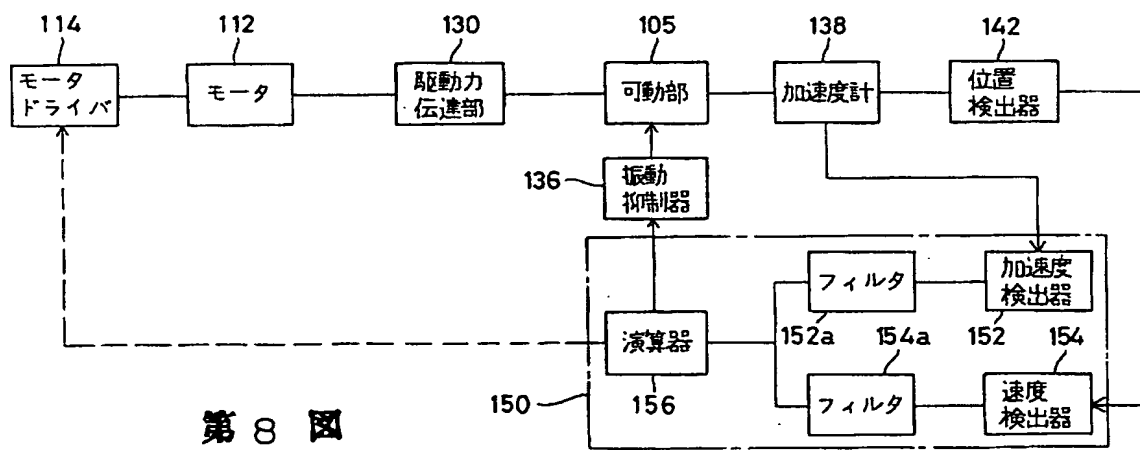 114
112
130
105
138
142
モータ
ドライバ
モータ
駆動力
伝達部
可動部
加速度計
位置
検出器
136
振動
抑制器
フィルタ
加速度
検出器
演算器
152a
154a
152
154
フィルタ
速度
検出器
150
156
第8図